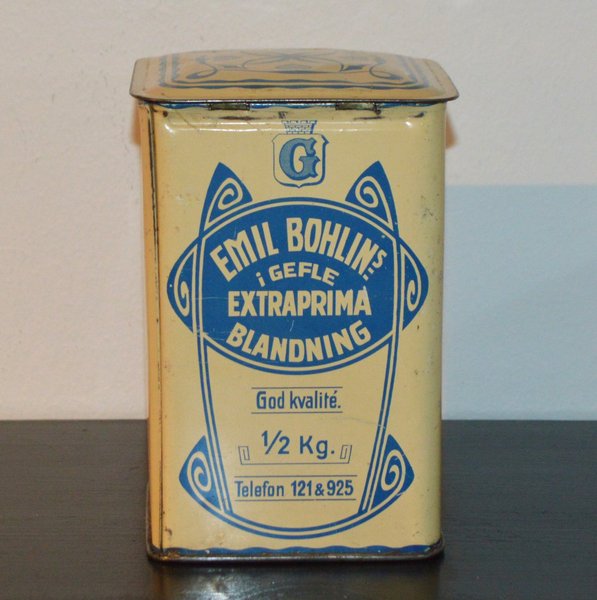 G
EMIL BOHLIN:s
i GEFLE
EXTRAPRIMA
BLANDNING
God kvalité.
1/2 Kg.
Telefon 121 & 925